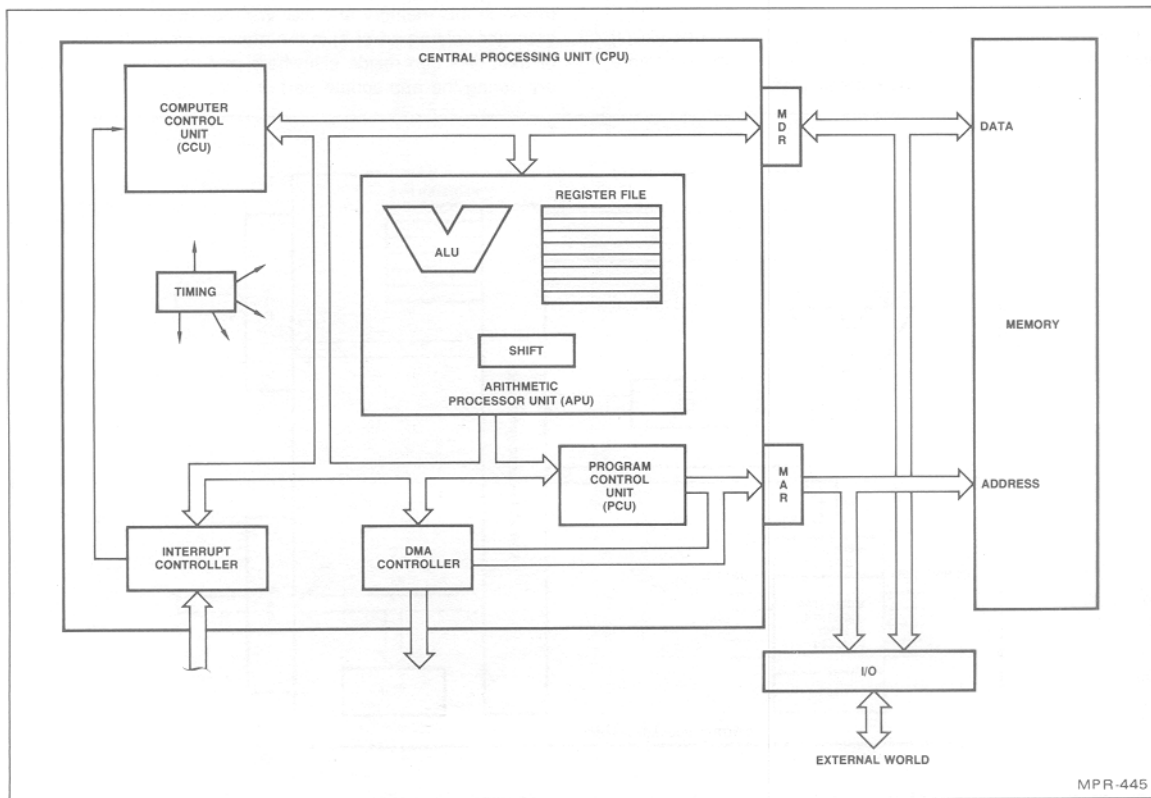 CENTRAL PROCESSING UNIT (CPU)
COMPUTER
CONTROL
UNIT
(CCU)
M
D
R
DATA
REGISTER FILE
ALU
TIMING
MEMORY
SHIFT
ARITHMETIC
PROCESSOR UNIT (APU)
PROGRAM
CONTROL
UNIT
(PCU)
M
A
R
ADDRESS
INTERRUPT
CONTROLLER
DMA
CONTROLLER
I/O
EXTERNAL WORLD
MPR-445